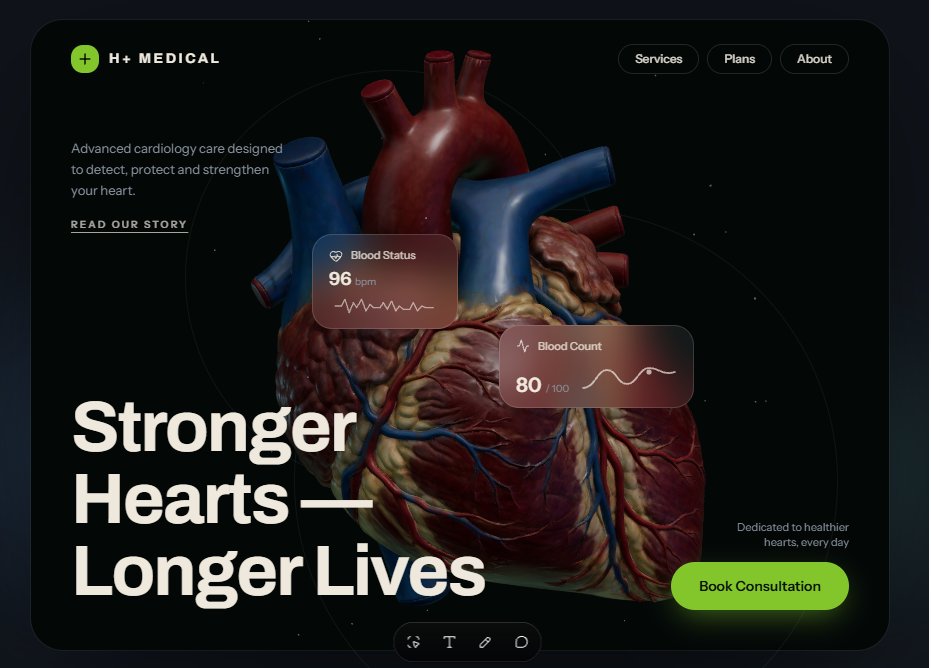 H+ MEDICAL
Services
Plans
About
Advanced cardiology care designed
to detect, protect and strengthen
your heart.
READ OUR STORY
Blood Status
96 bpm
Blood Count
80 / 100
Stronger
Hearts —
Longer Lives
Dedicated to healthier
hearts, every day
Book Consultation